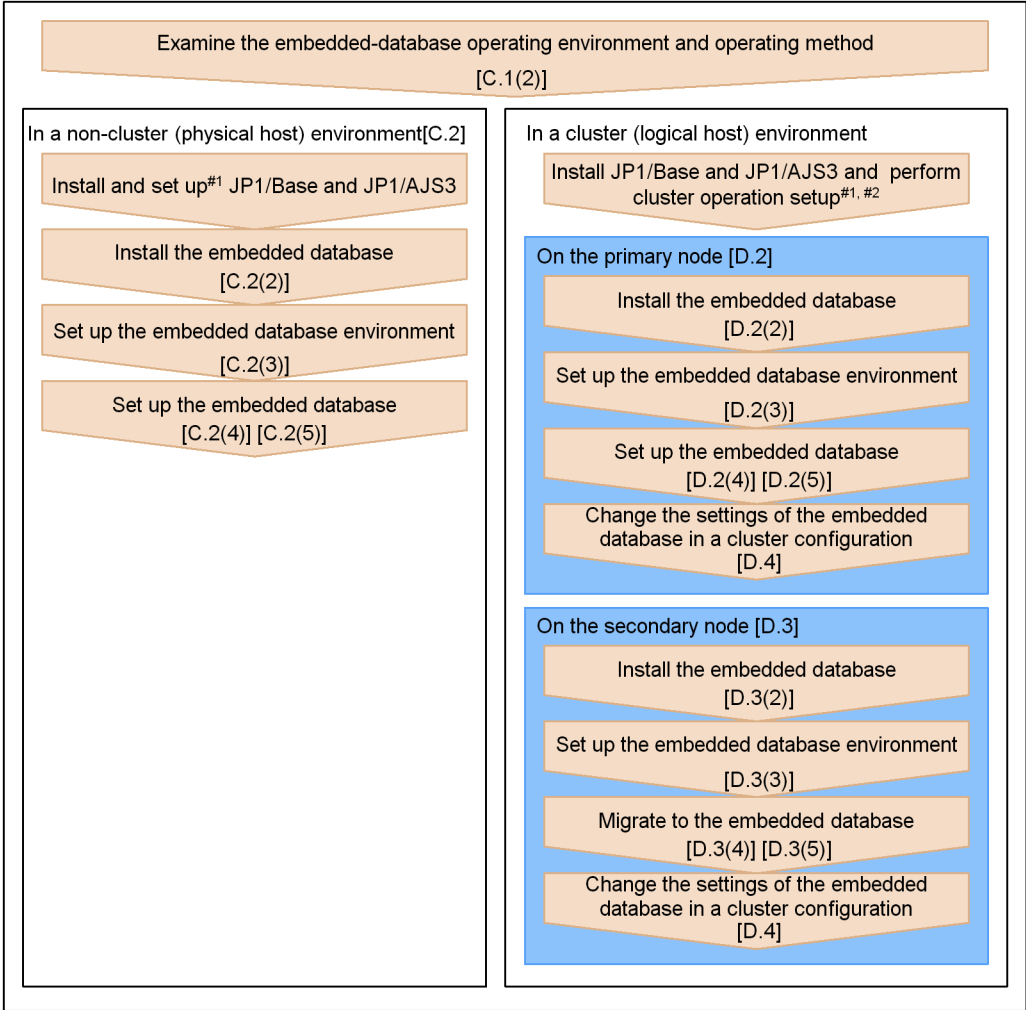 Examine the embedded-database operating environment and operating method
[C.1(2)]
In a non-cluster (physical host) environment[C.2]
Install and set up#1 JP1/Base and JP1/AJS3
Install the embedded database
[C.2(2)]
Set up the embedded database environment
[C.2(3)]
Set up the embedded database
[C.2(4)] [C.2(5)]
In a cluster (logical host) environment
Install JP1/Base and JP1/AJS3 and perform
cluster operation setup#1, #2
On the primary node [D.2]
Install the embedded database
[D.2(2)]
Set up the embedded database environment
[D.2(3)]
Set up the embedded database
[D.2(4)] [D.2(5)]
Change the settings of the embedded
database in a cluster configuration
[D.4]
On the secondary node [D.3]
Install the embedded database
[D.3(2)]
Set up the embedded database environment
[D.3(3)]
Migrate to the embedded database
[D.3(4)] [D.3(5)]
Change the settings of the embedded
database in a cluster configuration
[D.4]